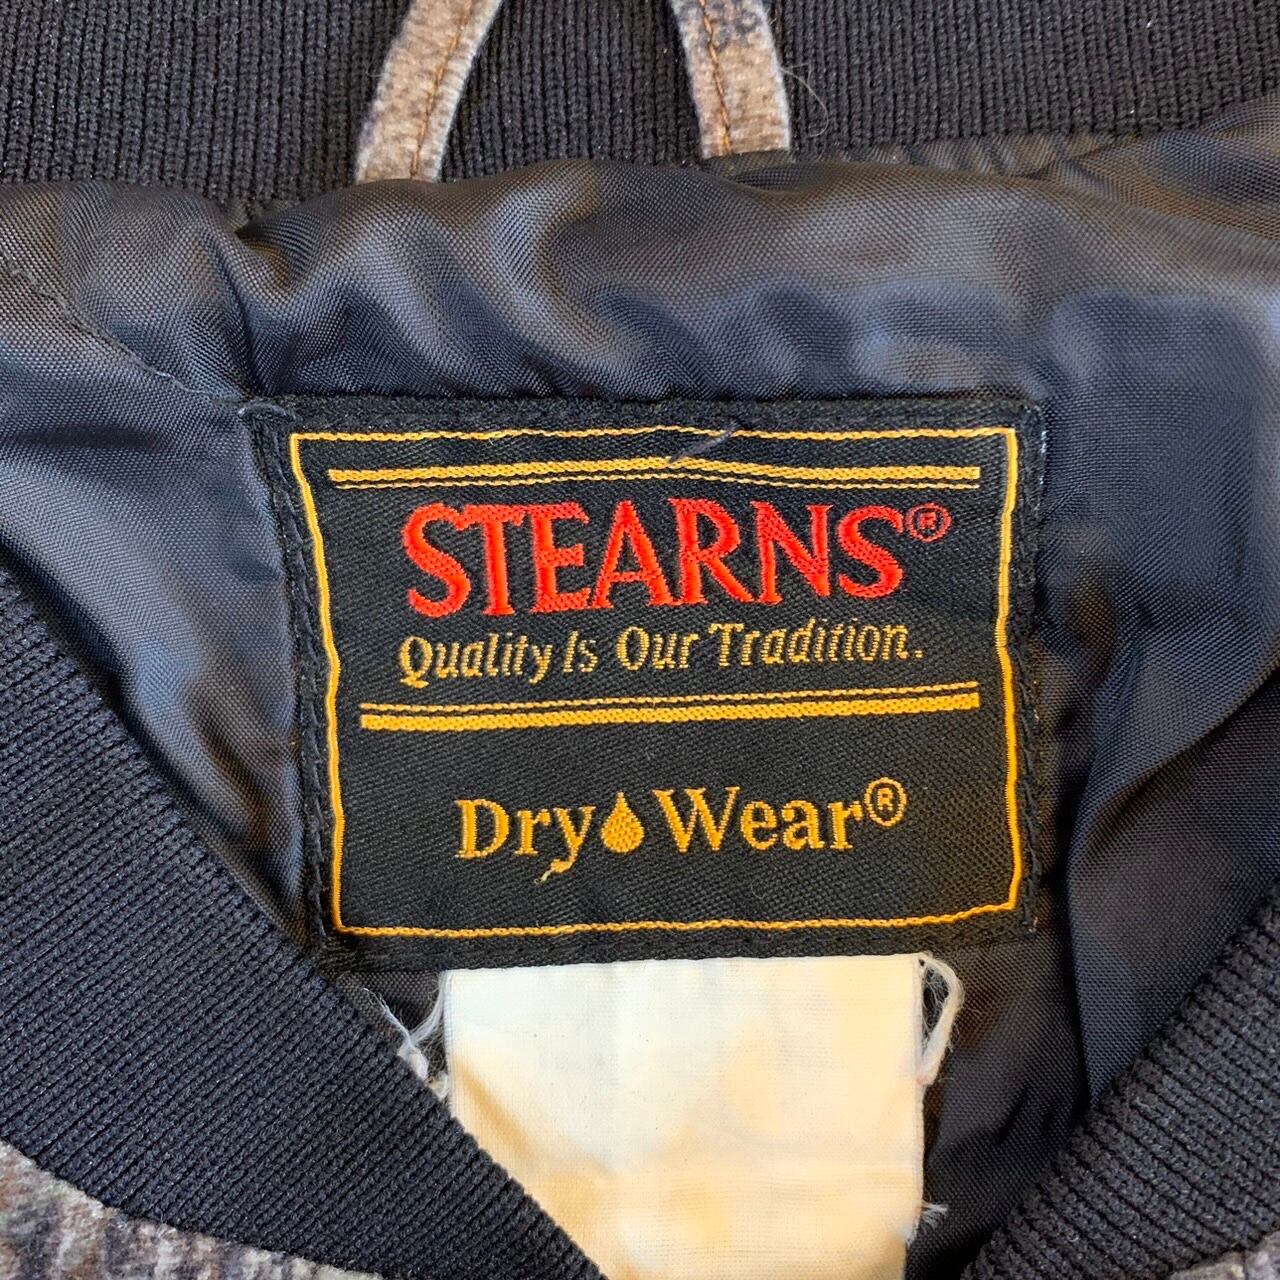 STEARNS®
Quality Is Our Tradition.
Dry Wear®